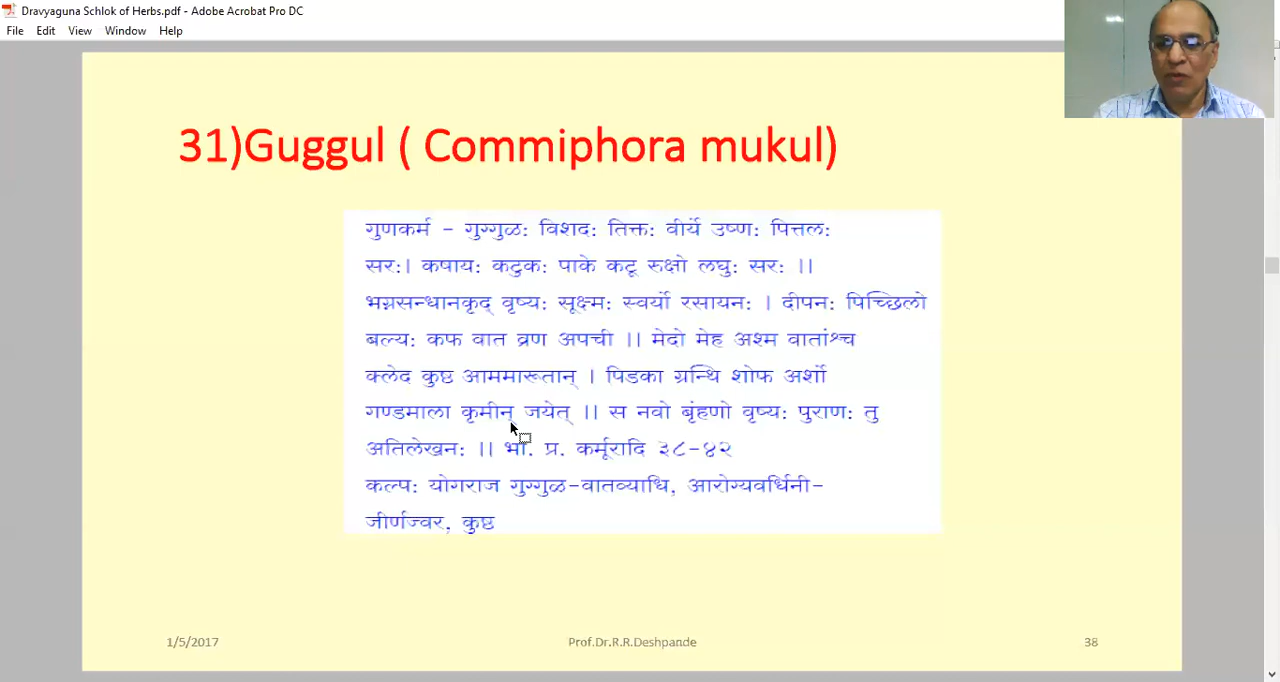 Dravyaguna Schlok of Herbs.pdf - Adobe Acrobat Pro DC
File Edit View Window Help
31)Guggul ( Commiphora mukul)
गुणकर्म - गुग्गुळः विशदः तिक्तः वीर्ये उष्णः पित्तलः
सरः। कषायः कटुकः पाके कटू रुक्षो लघुः सरः ।।
भग्नसन्धानकृद् वृष्यः सूक्ष्मः स्वर्यो रसायनः । दीपनः पिच्छिलो
बल्यः कफ वात व्रण अपची ।। मेदो मेह अश्म वातांश्च
क्लेद कुष्ठ आममारूतान् । पिडका ग्रन्थि शोफ अर्शो
गण्डमाला कृमीन् जयेत् ।। स नवो बृंहणो वृष्यः पुराणः तु
अतिलेखनः ।। भा. प्र. कर्मूरादि ३८-४२
कल्पः योगराज गुग्गुळ-वातव्याधि, आरोग्यवर्धिनी-
जीर्णज्वर, कुष्ठ
1/5/2017 Prof.Dr.R.R.Deshpande 38